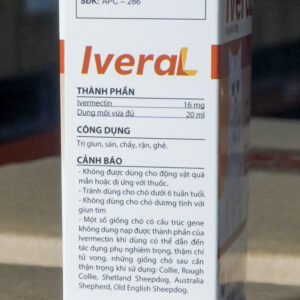 SĐK: APC – 286
Iveral
THÀNH PHẦN
Ivermectin 16 mg
Dung môi vừa đủ 20 ml
CÔNG DỤNG
Trị giun, sán, chấy, rận, ghẻ.
CẢNH BÁO
- Không được dùng cho động vật quá
mẫn hoặc dị ứng với thuốc.
- Tránh dùng cho chó dưới 6 tuần tuổi.
- Không dùng cho chó dương tính với
giun tim
- Một số giống chó có cấu trúc gene
không dung nạp được thành phần của
Ivermectin khi dùng có thể dẫn đến
tác dụng phụ nghiêm trọng, thậm chí
tử vong, những giống chó sau cần
thận trọng khi sử dụng: Collie, Rough
Collie, Shetland Sheepdog, Australia
Shepherd, Old English Sheepdog,
Iver